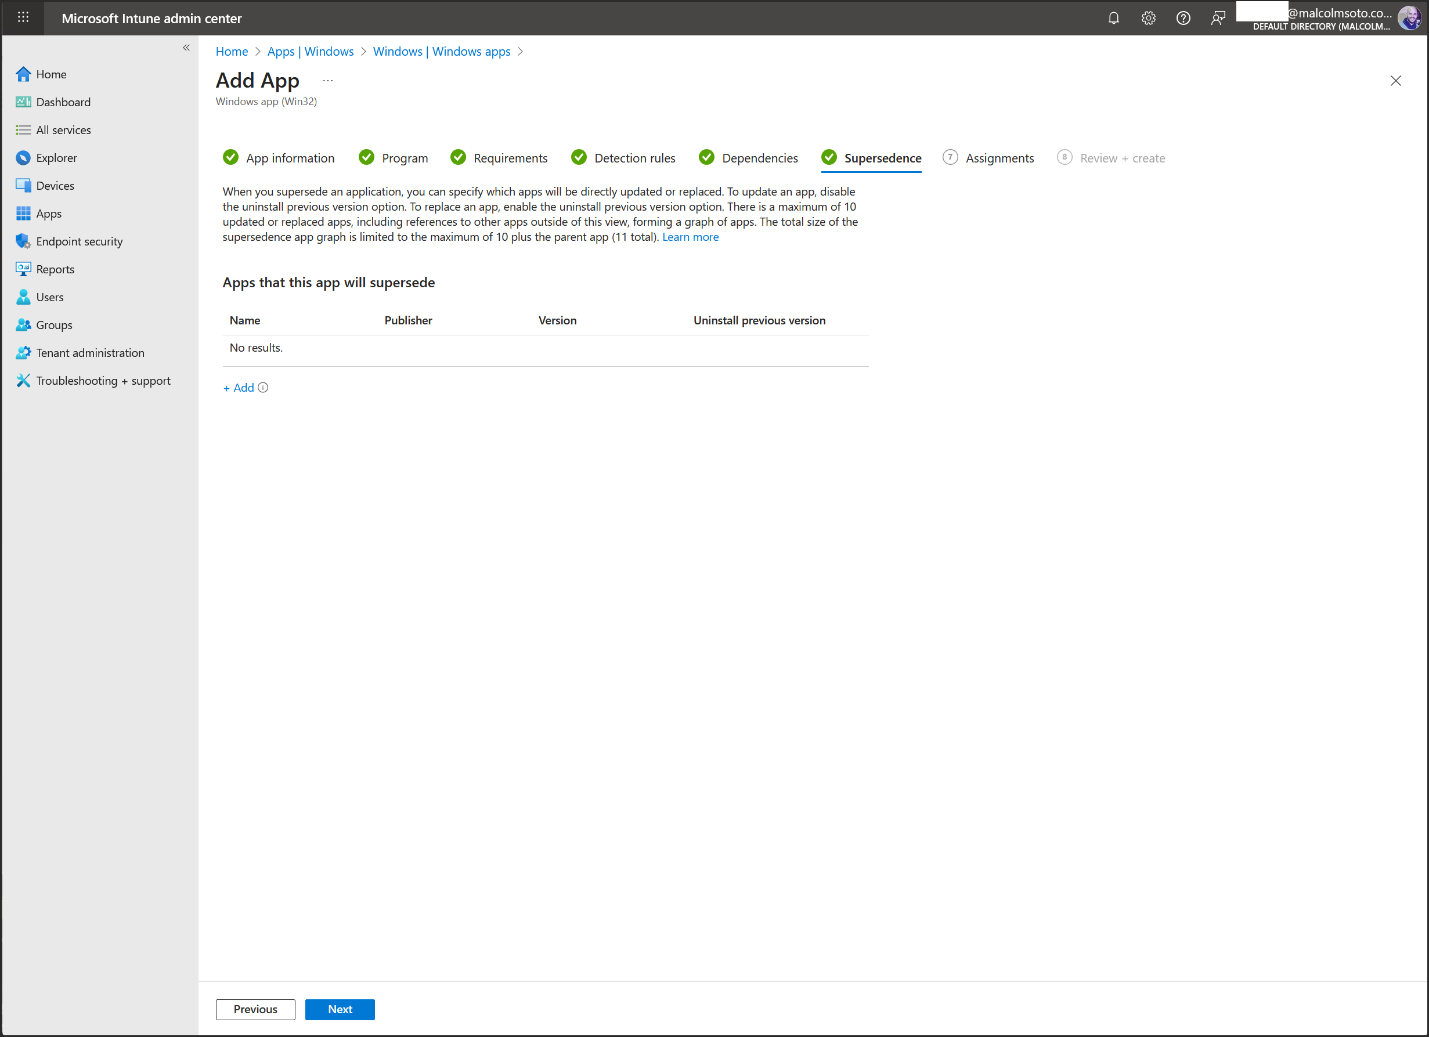 Microsoft Intune admin center
@malcolmsoto.co...
DEFAULT DIRECTORY (MALCOLM...
«
Home
Dashboard
All services
Explorer
Devices
Apps
Endpoint security
Reports
Users
Groups
Tenant administration
Troubleshooting + support
Home > Apps | Windows > Windows | Windows apps >
Add App ...
Windows app (Win32)
App information Program Requirements Detection rules Dependencies Supersedence 7 Assignments 8 Review + create
When you supersede an application, you can specify which apps will be directly updated or replaced. To update an app, disable
the uninstall previous version option. To replace an app, enable the uninstall previous version option. There is a maximum of 10
updated or replaced apps, including references to other apps outside of this view, forming a graph of apps. The total size of the
supersedence app graph is limited to the maximum of 10 plus the parent app (11 total). Learn more
Apps that this app will supersede
Name Publisher Version Uninstall previous version
No results.
+ Add
Previous Next